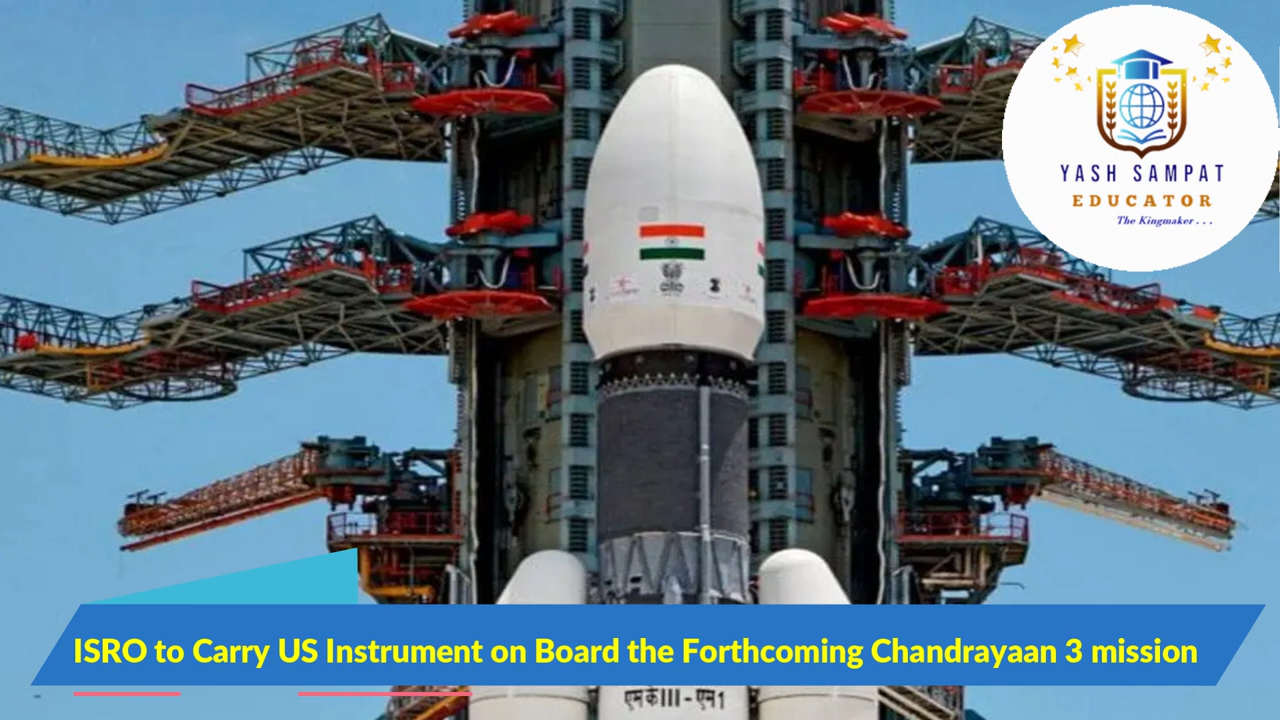 YASH SAMPAT
EDUCATOR
The Kingmaker . . .
ISRO to Carry US Instrument on Board the Forthcoming Chandrayaan 3 mission
एमकेIII - एम1